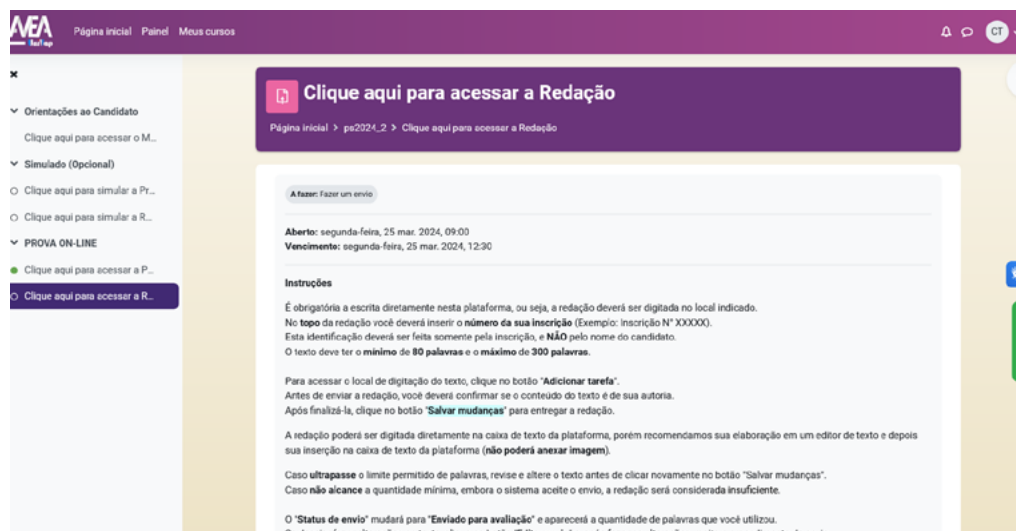 AVEA
Página inicial Painel Meus cursos
CT
Orientações ao Candidato
Clique aqui para acessar o M...
Simulado (Opcional)
Clique aqui para simular a Pr...
Clique aqui para simular a R...
PROVA ON-LINE
Clique aqui para acessar a P...
Clique aqui para acessar a R...
Clique aqui para acessar a Redação
Página inicial > ps2024_2 > Clique aqui para acessar a Redação
A fazer: Fazer um envio
Aberto: segunda-feira, 25 mar. 2024, 09:00
Vencimento: segunda-feira, 25 mar. 2024, 12:30
Instruções
É obrigatória a escrita diretamente nesta plataforma, ou seja, a redação deverá ser digitada no local indicado.
No topo da redação você deverá inserir o número da sua inscrição (Exemplo: Inscrição N° XXXXX).
Esta identificação deverá ser feita somente pela inscrição, e NÃO pelo nome do candidato.
O texto deve ter o mínimo de 80 palavras e o máximo de 300 palavras.
Para acessar o local de digitação do texto, clique no botão "Adicionar tarefa".
Antes de enviar a redação, você deverá confirmar se o conteúdo do texto é de sua autoria.
Após finalizá-la, clique no botão "Salvar mudanças" para entregar a redação.
A redação poderá ser digitada diretamente na caixa de texto da plataforma, porém recomendamos sua elaboração em um editor de texto e depois
sua inserção na caixa de texto da plataforma (não poderá anexar imagem).
Caso ultrapasse o limite permitido de palavras, revise e altere o texto antes de clicar novamente no botão "Salvar mudanças".
Caso não alcance a quantidade mínima, embora o sistema aceite o envio, a redação será considerada insuficiente.
O "Status de envio" mudará para "Enviado para avaliação" e aparecerá a quantidade de palavras que você utilizou.